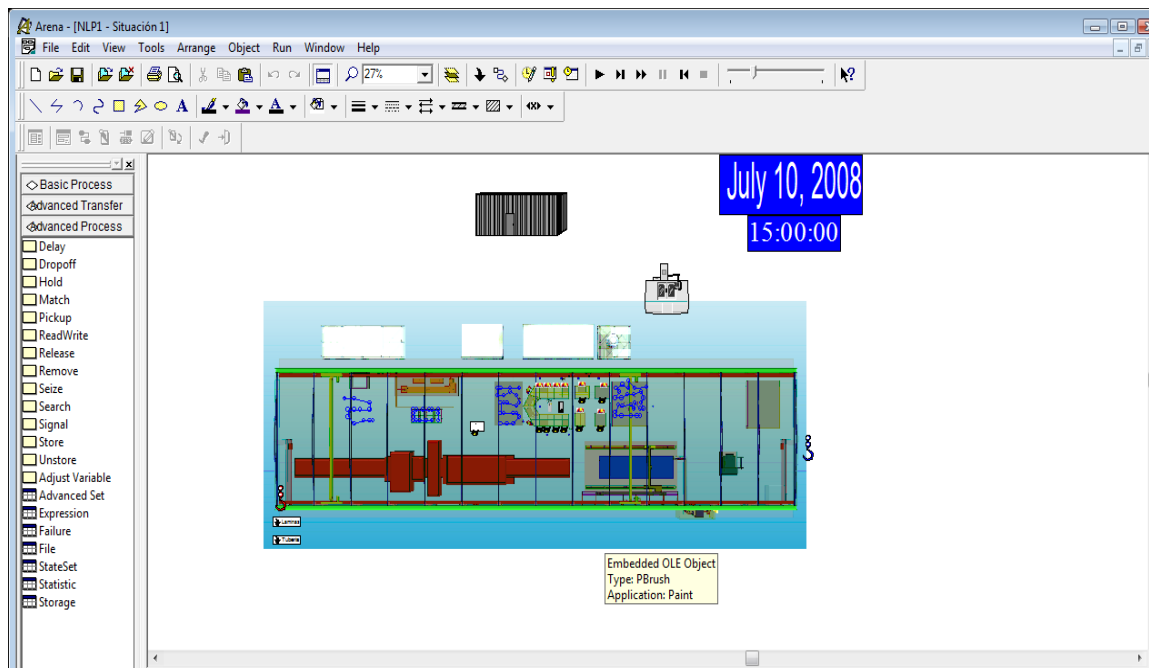 Arena - [NLP1 - Situación 1]
File Edit View Tools Arrange Object Run Window Help
27%
A A
Basic Process
Advanced Transfer
Advanced Process
Delay
Dropoff
Hold
Match
Pickup
ReadWrite
Release
Remove
Seize
Search
Signal
Store
Unstore
Adjust Variable
Advanced Set
Expression
Failure
File
StateSet
Statistic
Storage
July 10, 2008
15:00:00
Embedded OLE Object
Type: PBrush
Application: Paint